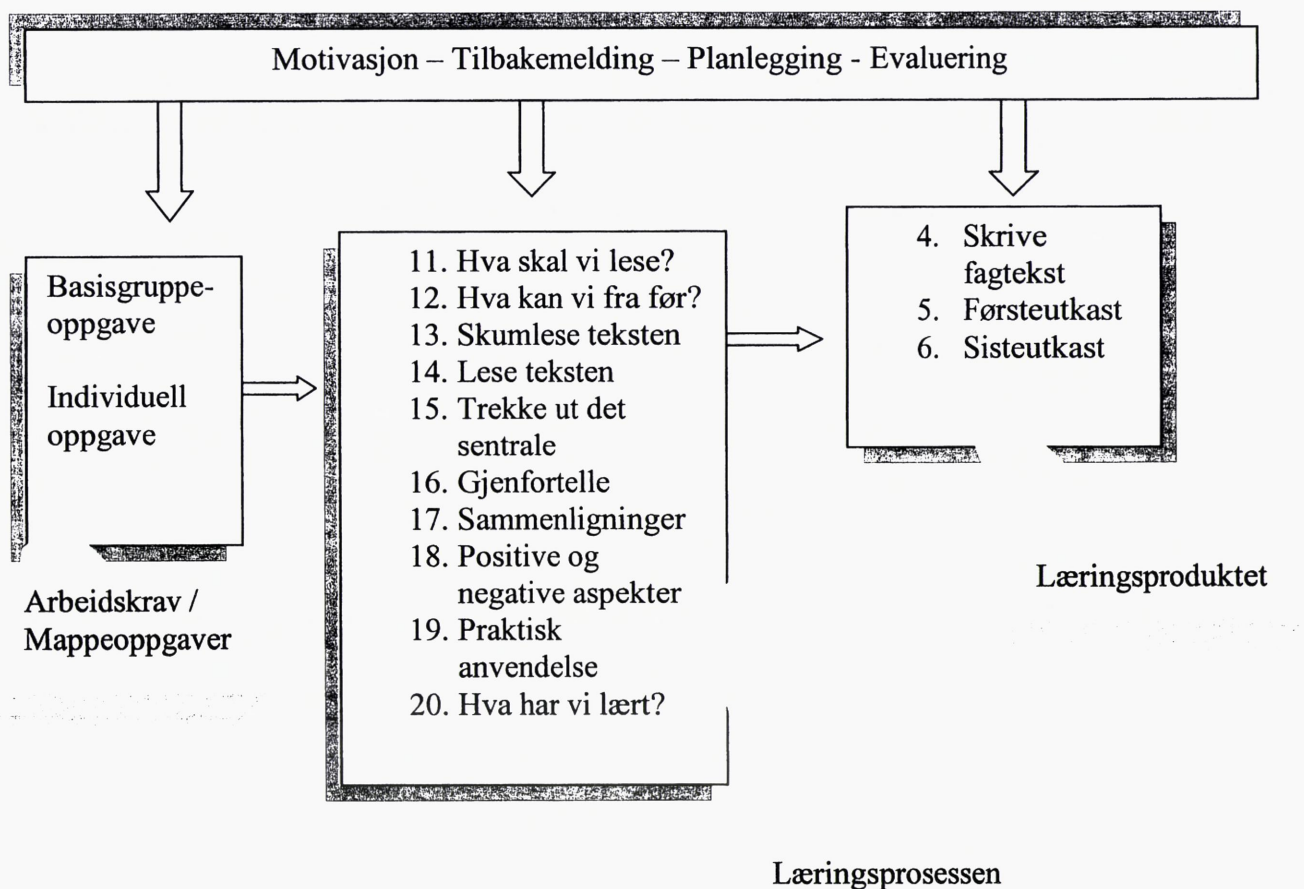 Motivasjon – Tilbakemelding – Planlegging - Evaluering
Basisgruppe-
oppgave
Individuell
oppgave
Arbeidskrav /
Mappeoppgaver
11. Hva skal vi lese?
12. Hva kan vi fra før?
13. Skumlese teksten
14. Lese teksten
15. Trekke ut det
sentrale
16. Gjenfortelle
17. Sammenligninger
18. Positive og
negative aspekter
19. Praktisk
anvendelse
20. Hva har vi lært?
Læringsprosessen
4. Skrive
fagtekst
5. Førsteutkast
6. Sisteutkast
Læringsproduktet